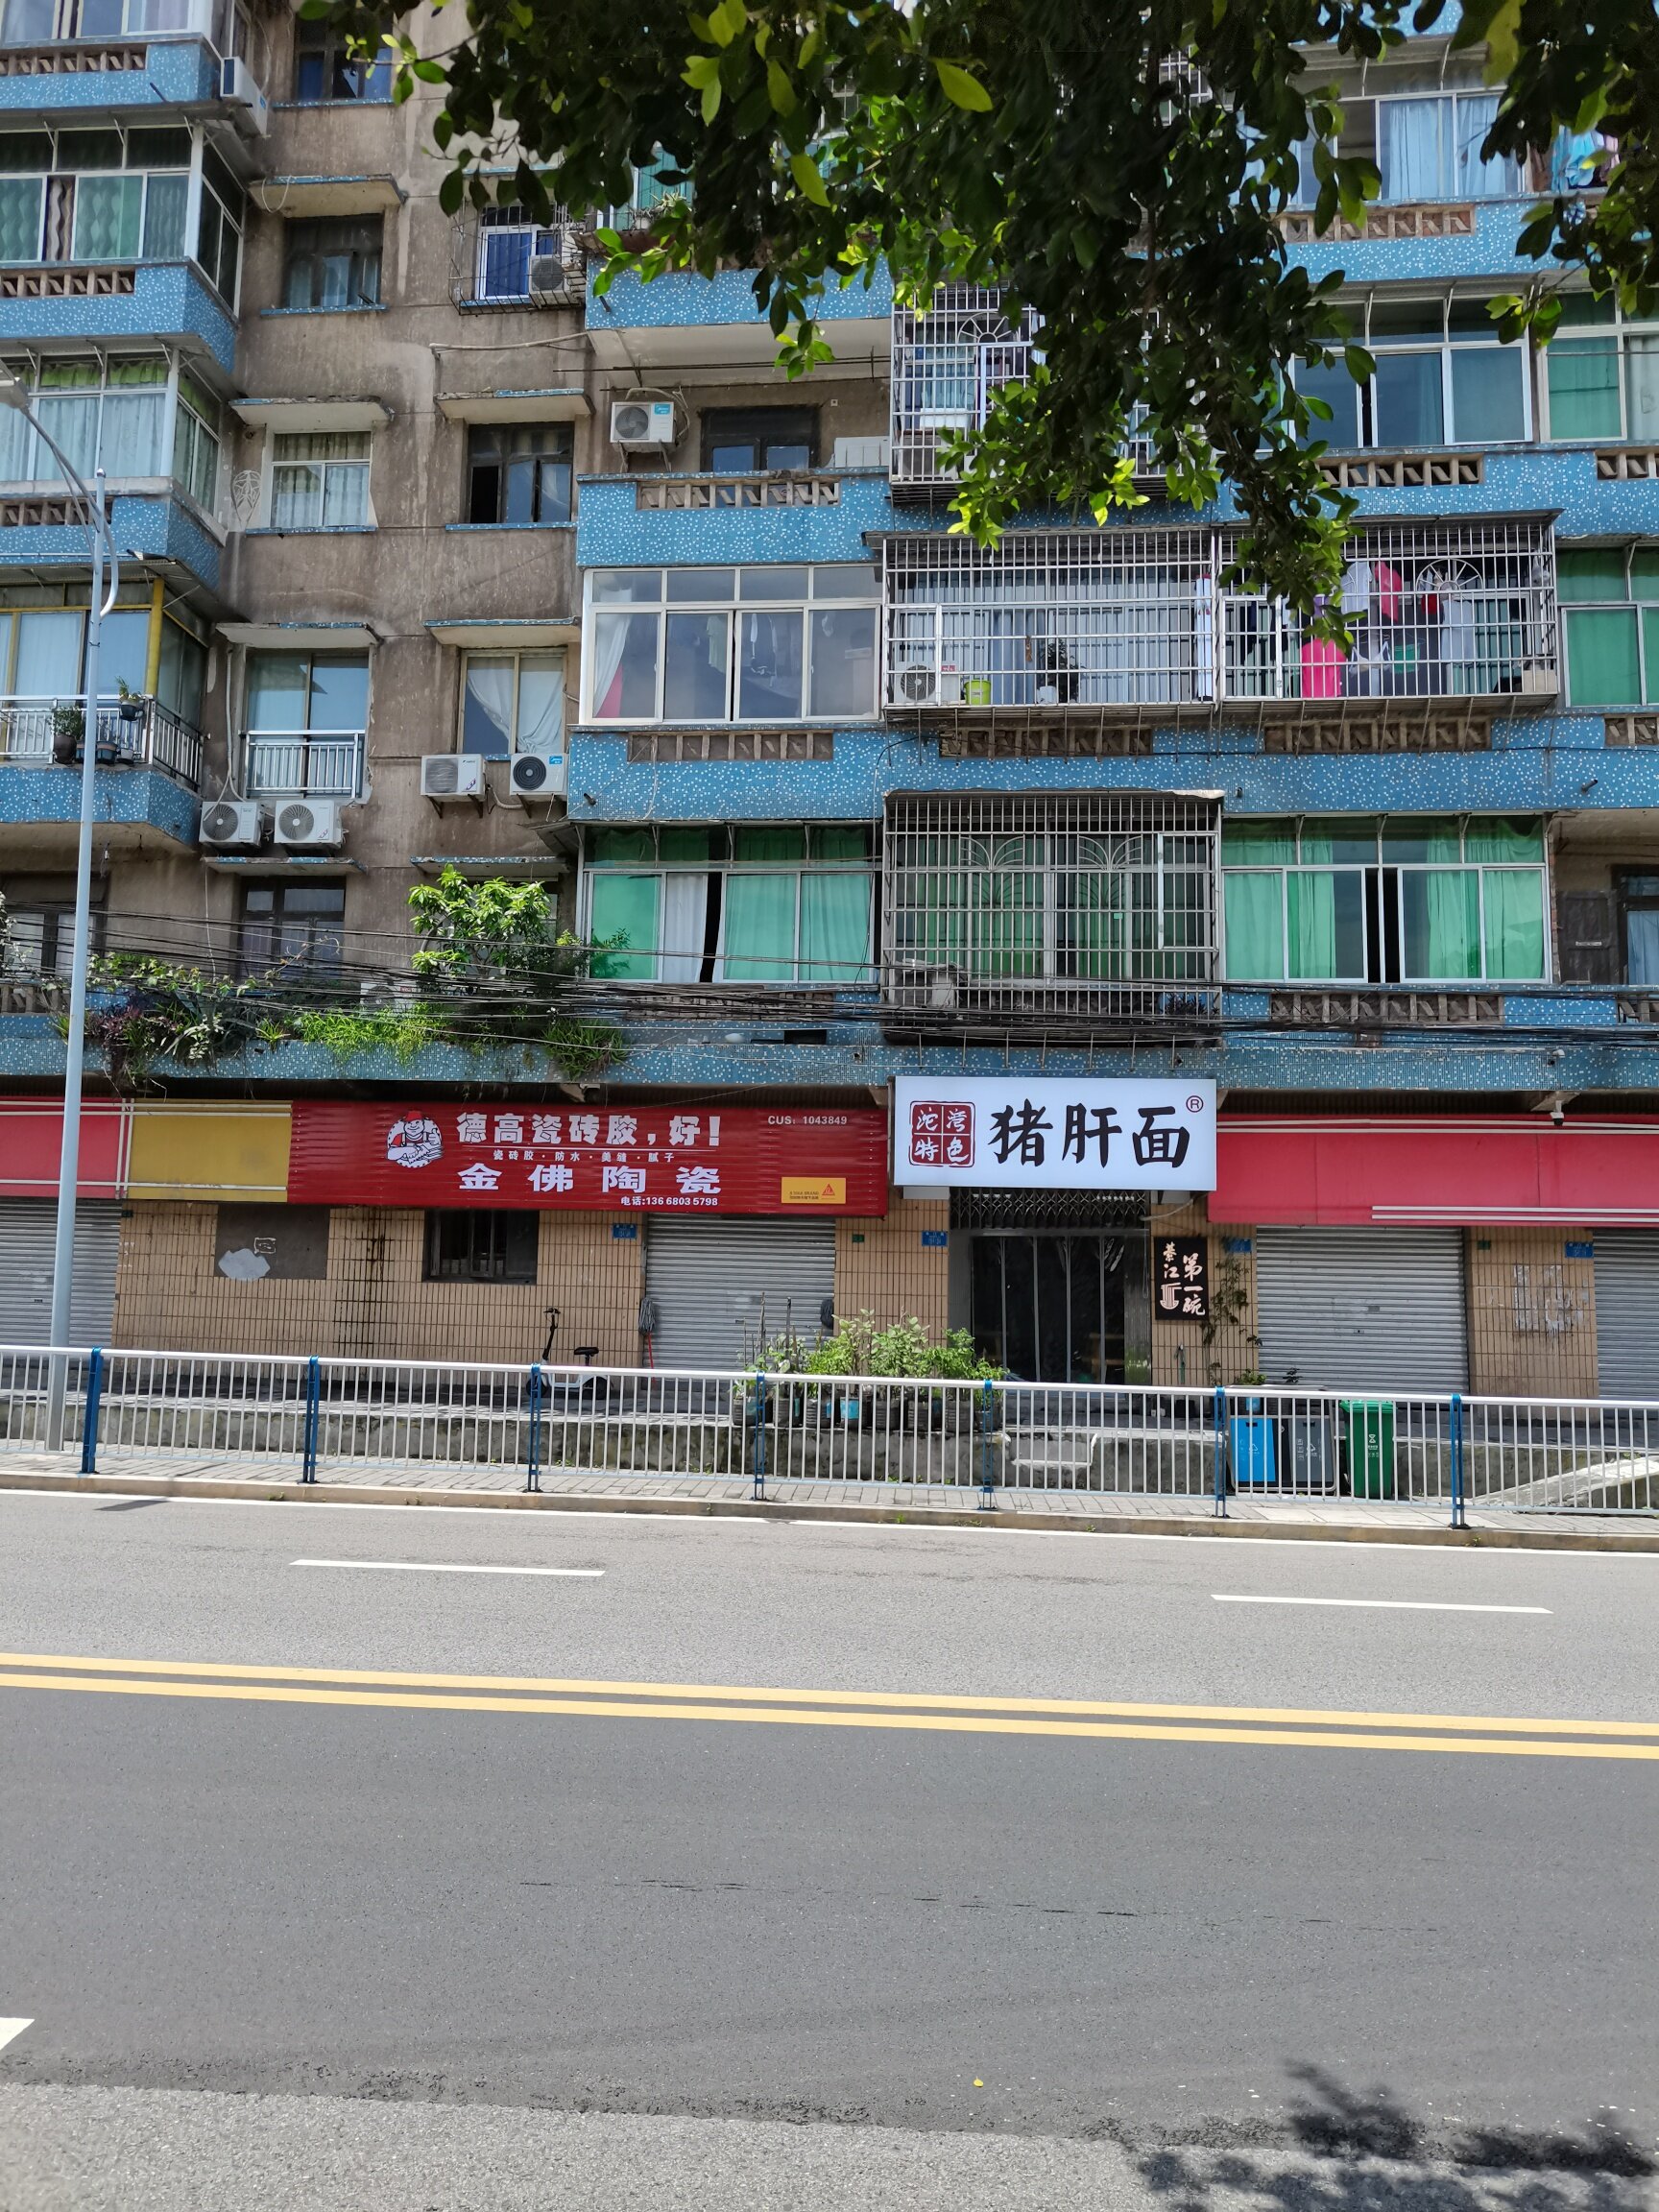 德高瓷砖胶，好！
CUS：1043849
瓷砖胶·防水·美缝·腻子
金佛陶瓷
电话:136 6803 5798
沱湾
特色
猪肝面®
綦江
第一碗